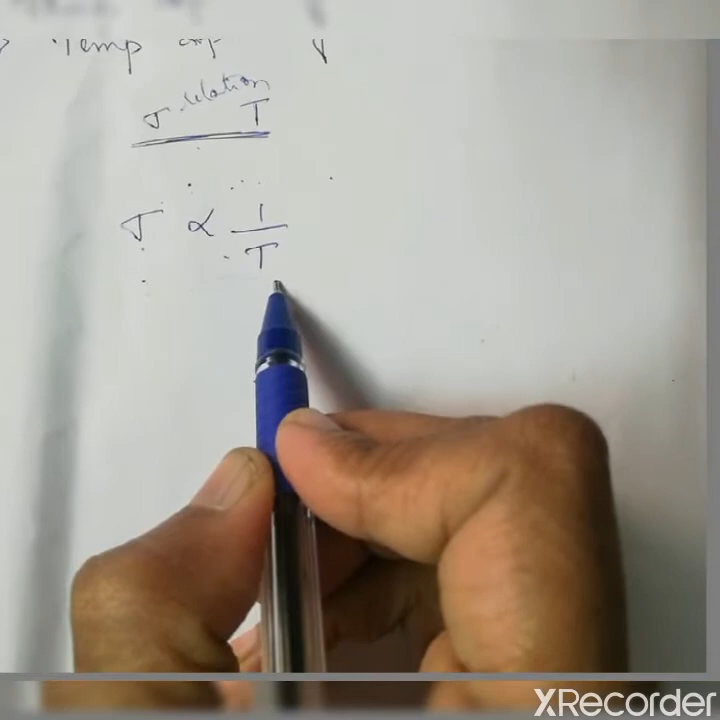 Temp
relation
σ T
σ ∝ 1/T
XRecorder